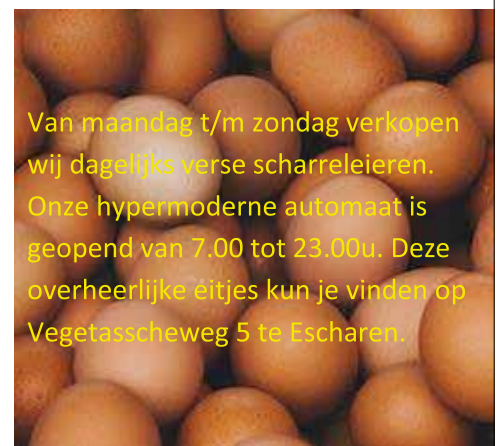 Van maandag t/m zondag verkopen
wij dagelijks verse scharreleieren.
Onze hypermoderne automaat is
geopend van 7.00 tot 23.00u. Deze
overheerlijke eitjes kun je vinden op
Vegetasscheweg 5 te Escharen.